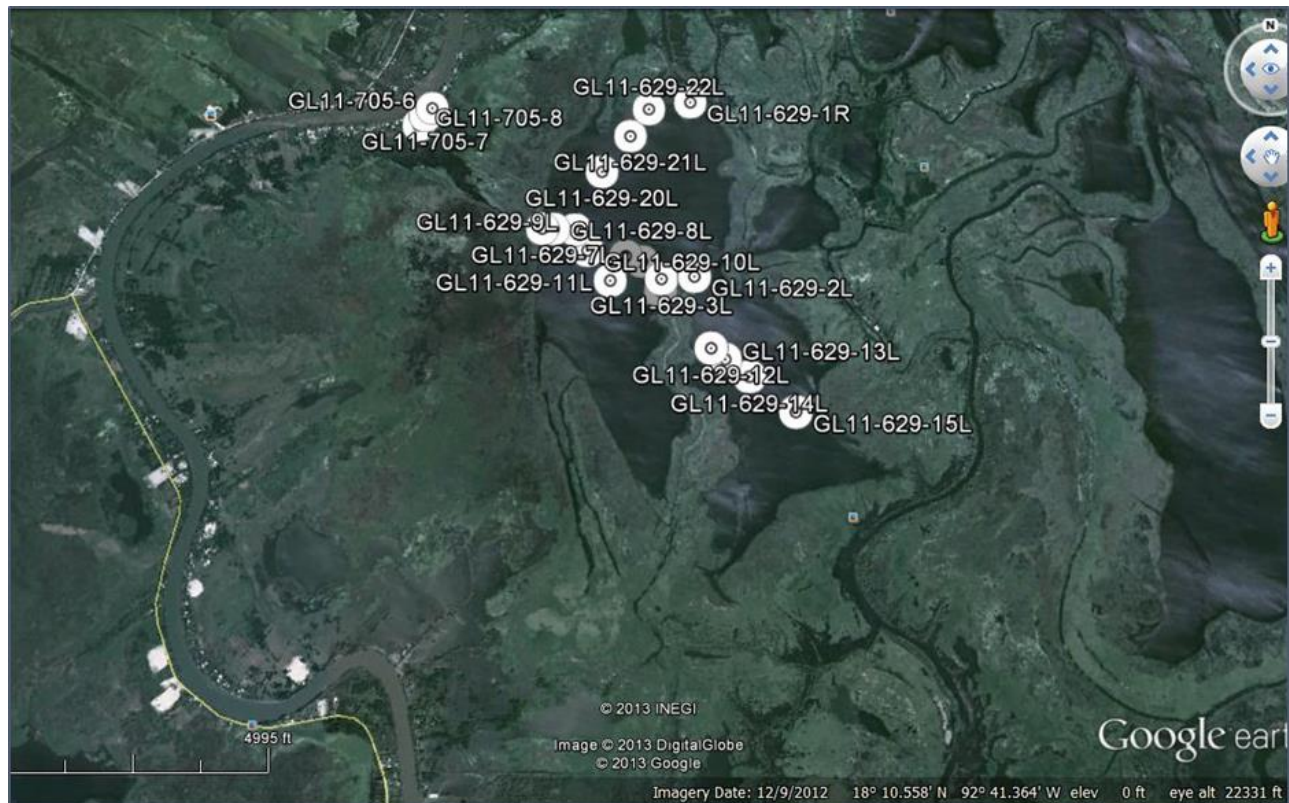 N
GL11-629-22L
GL11-705-6
GL11-629-1R
GL11-705-8
GL11-705-7
GL11-629-21L
GL11-629-20L
GL11-629-9L
GL11-629-8L
GL11-629-7L
GL11-629-10L
GL11-629-11L
GL11-629-2L
GL11-629-3L
GL11-629-13L
GL11-629-12L
GL11-629-14L
GL11-629-15L
© 2013 INEGI
4995 ft
Image © 2013 DigitalGlobe
© 2013 Google
Google eart
Imagery Date: 12/9/2012 18° 10.558' N 92° 41.364' W elev 0 ft eye alt 22331 ft